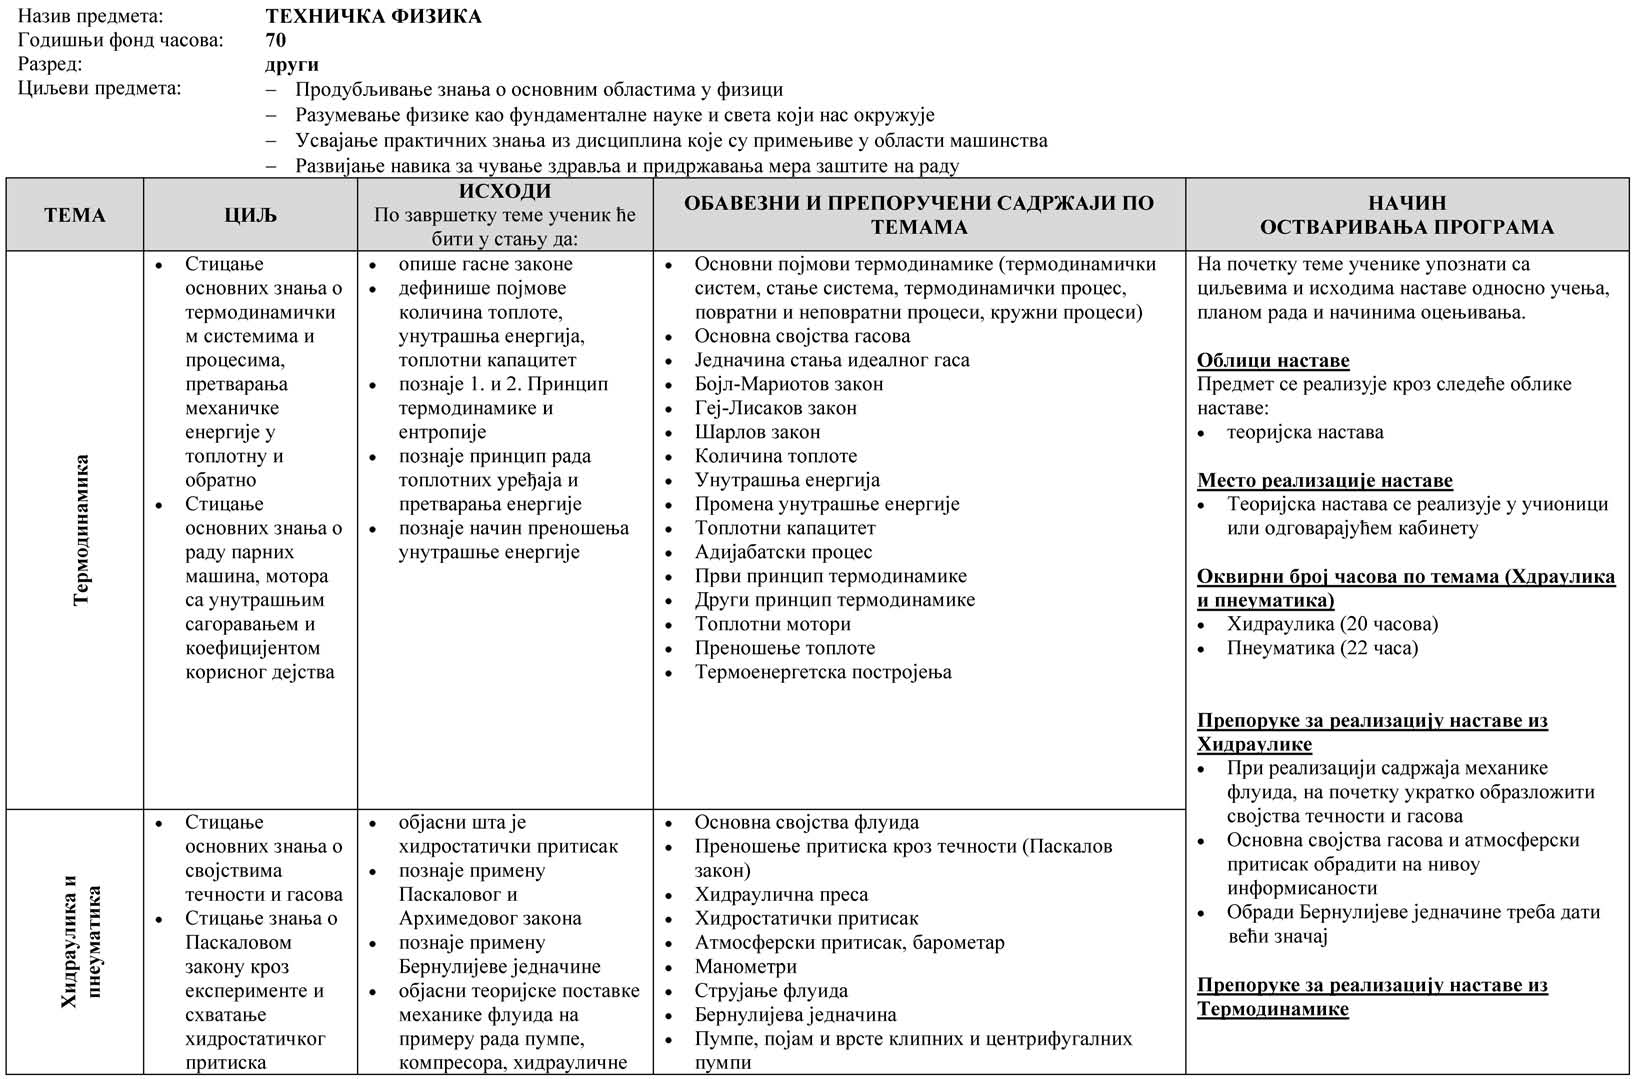 Назив предмета: ТЕХНИЧКА ФИЗИКА
Годишњи фонд часова: 70
Разред: други
Циљеви предмета: – Продубљивање знања о основним областима у физици
– Разумевање физике као фундаменталне науке и света који нас окружује
– Усвајање практичних знања из дисциплина које су примењиве у области машинства
– Развијање навика за чување здравља и придржавања мера заштите на раду
ТЕМА
ЦИЉ
ИСХОДИ
По завршетку теме ученик ће
бити у стању да:
ОБАВЕЗНИ И ПРЕПОРУЧЕНИ САДРЖАЈИ ПО
ТЕМАМА
НАЧИН
ОСТВАРИВАЊА ПРОГРАМА
Термодинамика
• Стицање
основних знања о
термодинамички
м системима и
процесима,
претварања
механичке
енергије у
топлотну и
обратно
• Стицање
основних знања о
раду парних
машина, мотора
са унутрашњим
сагоравањем и
коефицијентом
корисног дејства
• опише гасне законе
• дефинише појмове
количина топлоте,
унутрашња енергија,
топлотни капацитет
• познаје 1. и 2. Принцип
термодинамике и
ентропије
• познаје принцип рада
топлотних уређаја и
претварања енергије
• познаје начин преношења
унутрашње енергије
• Основни појмови термодинамике (термодинамички
систем, стање система, термодинамички процес,
повратни и неповратни процеси, кружни процеси)
• Основна својства гасова
• Једначина стања идеалног гаса
• Бојл-Мариотов закон
• Геј-Лисаков закон
• Шарлов закон
• Количина топлоте
• Унутрашња енергија
• Промена унутрашње енергије
• Топлотни капацитет
• Адијабатски процес
• Први принцип термодинамике
• Други принцип термодинамике
• Топлотни мотори
• Преношење топлоте
• Термоенергетска постројења
На почетку теме ученике упознати са
циљевима и исходима наставе односно учења,
планом рада и начинима оцењивања.
Облици наставе
Предмет се реализује кроз следеће облике
наставе:
• теоријска настава
Место реализације наставе
• Теоријска настава се реализује у учионици
или одговарајућем кабинету
Оквирни број часова по темама (Хдраулика
и пнеуматика)
• Хидраулика (20 часова)
• Пнеуматика (22 часа)
Препоруке за реализацију наставе из
Хидраулике
• При реализацији садржаја механике
флуида, на почетку укратко образложити
својства течности и гасова
• Основна својства гасова и атмосферски
притисак обрадити на нивоу
информисаности
• Обради Бернулијеве једначине треба дати
већи значај
Препоруке за реализацију наставе из
Термодинамике
Хидраулика и
пнеуматика
• Стицање
основних знања о
својствима
течности и гасова
• Стицање знања о
Паскаловом
закону кроз
експерименте и
схватање
хидростатичког
притиска
• објасни шта је
хидростатички притисак
• познаје примену
Паскаловог и
Архимедовог закона
• познаје примену
Бернулијеве једначине
• објасни теоријске поставке
механике флуида на
примеру рада пумпе,
компресора, хидрауличне
• Основна својства флуида
• Преношење притиска кроз течности (Паскалов
закон)
• Хидраулична преса
• Хидростатички притисак
• Атмосферски притисак, барометар
• Манометри
• Струјање флуида
• Бернулијева једначина
• Пумпе, појам и врсте клипних и центрифугалних
пумпи